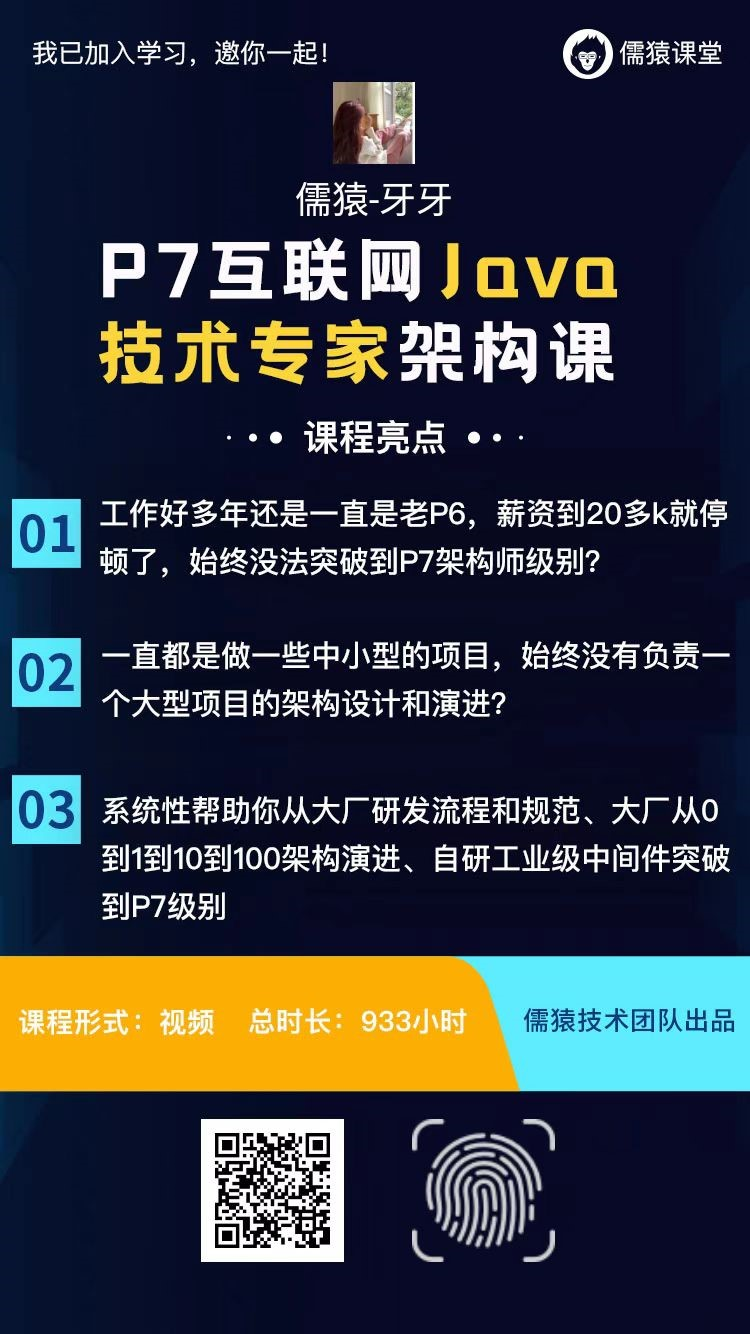 我已加入学习，邀你一起！
儒猿课堂
儒猿-牙牙
P7互联网Java
技术专家架构课
课程亮点
01
工作好多年还是一直是老P6，薪资到20多k就停
顿了，始终没法突破到P7架构师级别？
02
一直都是做一些中小型的项目，始终没有负责一
个大型项目的架构设计和演进？
03
系统性帮助你从大厂研发流程和规范、大厂从0
到1到10到100架构演进、自研工业级中间件突破
到P7级别
课程形式：视频 总时长：933小时
儒猿技术团队出品